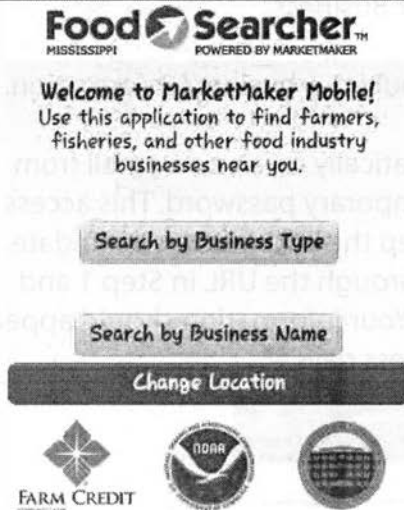 Food Searcher™
MISSISSIPPI POWERED BY MARKETMAKER
Welcome to MarketMaker Mobile!
Use this application to find farmers,
fisheries, and other food industry
businesses near you.
Search by Business Type
Search by Business Name
Change Location
NOAA
FARM CREDIT